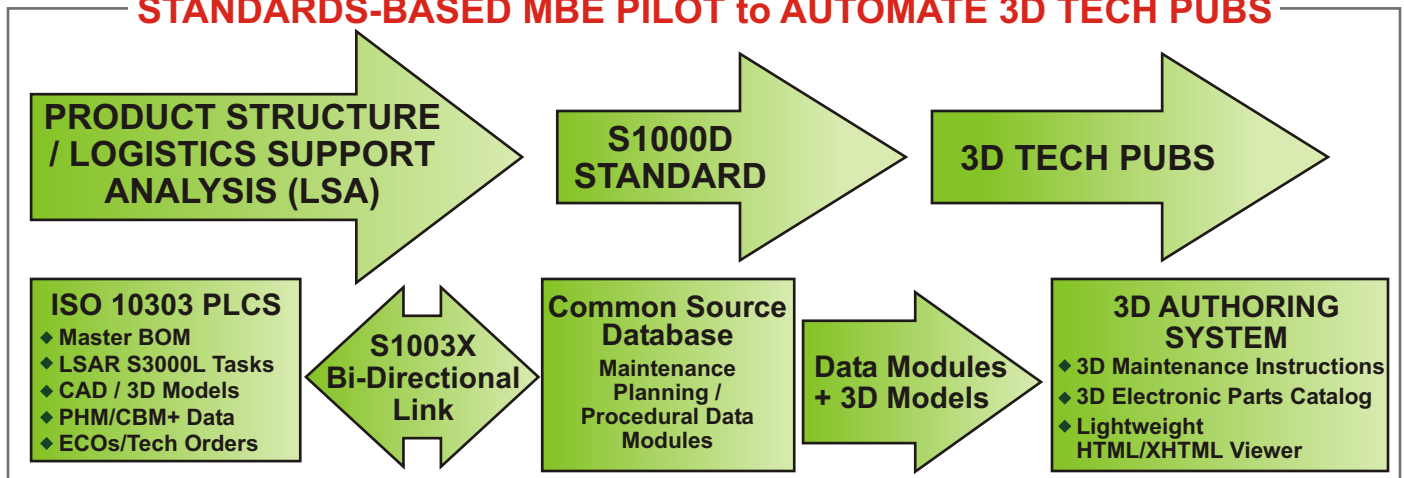 STANDARDS-BASED MBE PILOT to AUTOMATE 3D TECH PUBS
PRODUCT STRUCTURE
/ LOGISTICS SUPPORT
ANALYSIS (LSA)
S1000D
STANDARD
3D TECH PUBS
ISO 10303 PLCS
Master BOM
LSAR S3000L Tasks
CAD / 3D Models
PHM/CBM+ Data
ECOs/Tech Orders
S1003X
Bi-Directional
Link
Common Source
Database
Maintenance
Planning /
Procedural Data
Modules
Data Modules
+ 3D Models
3D AUTHORING
SYSTEM
3D Maintenance Instructions
3D Electronic Parts Catalog
Lightweight
HTML/XHTML Viewer